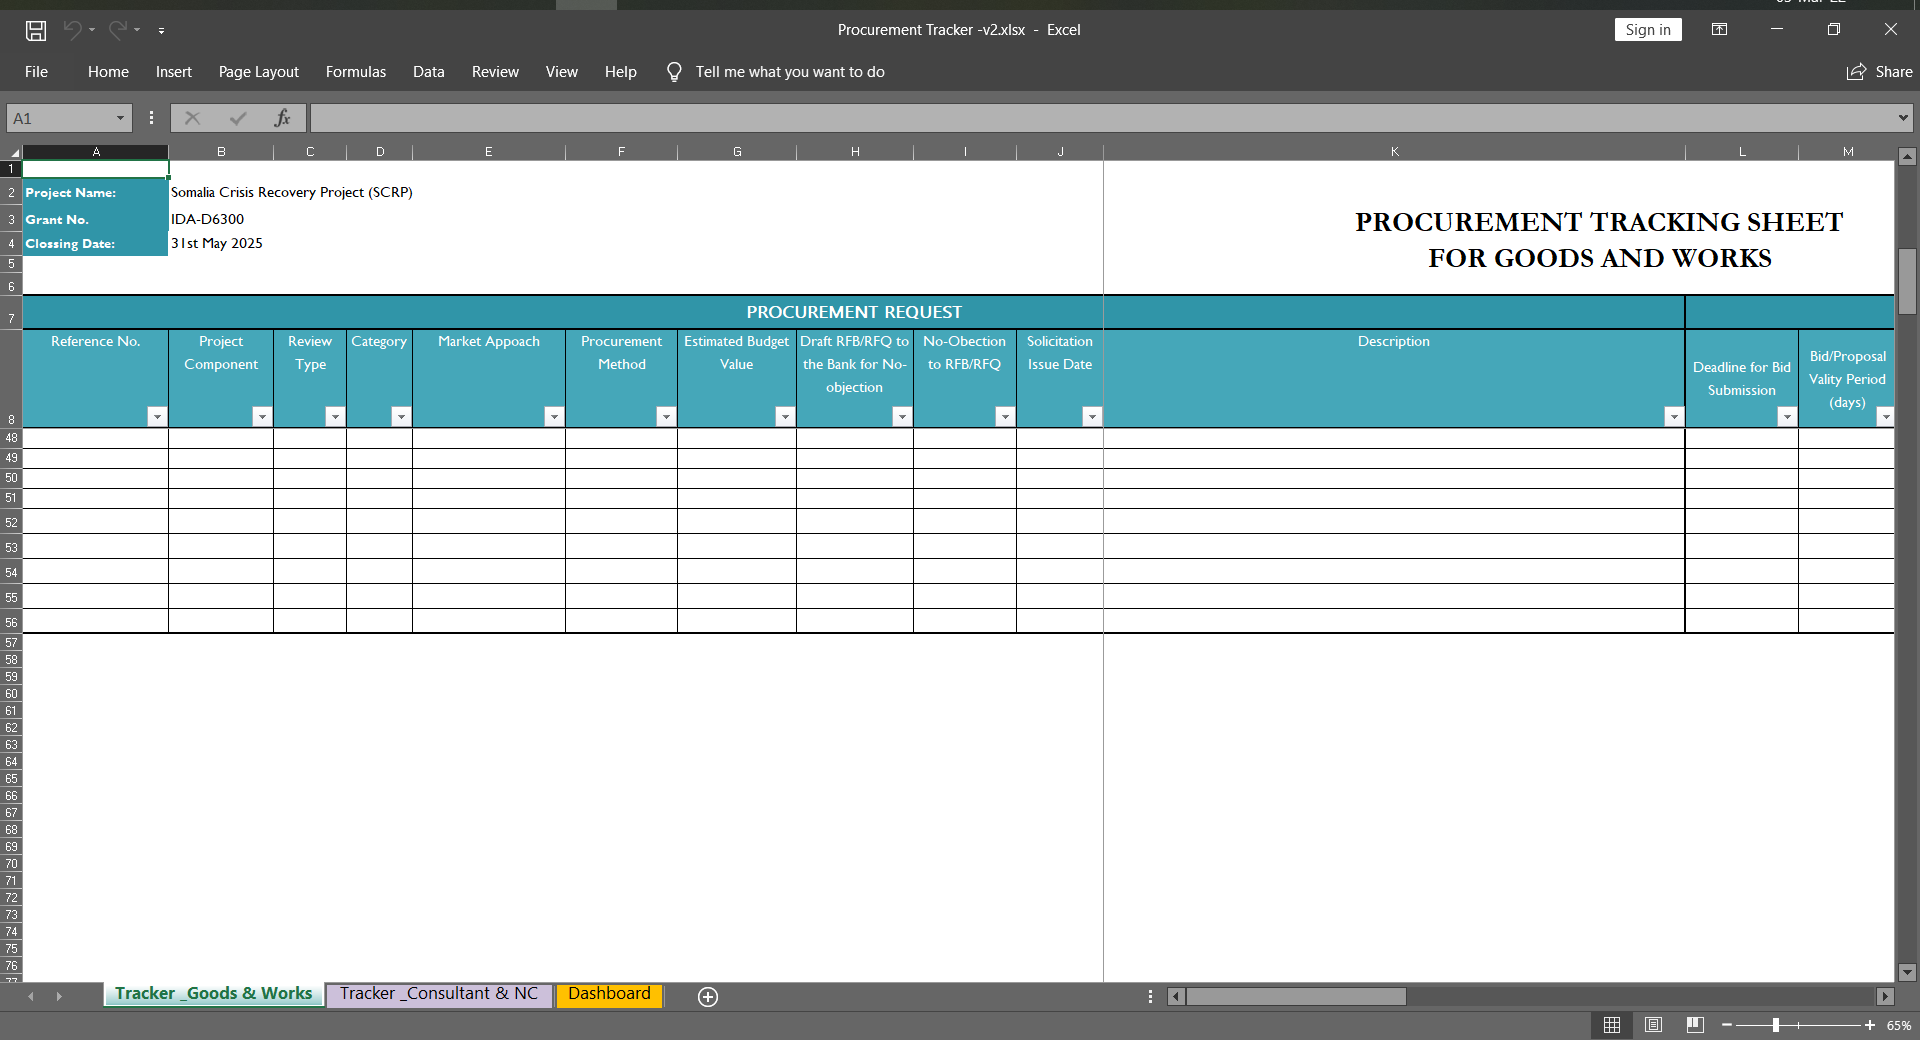 Procurement Tracker -v2.xlsx - Excel
Sign in
File Home Insert Page Layout Formulas Data Review View Help Tell me what you want to do
Share
A1
fx
A B C D E F G H I J K L M
1
2 Project Name: Somalia Crisis Recovery Project (SCRP)
3 Grant No. IDA-D6300
4 Clossing Date: 31st May 2025
5
6
PROCUREMENT TRACKING SHEET
FOR GOODS AND WORKS
7 PROCUREMENT REQUEST
8
Reference No.
Project
Component
Review
Type
Category
Market Appoach
Procurement
Method
Estimated Budget
Value
Draft RFB/RFQ to
the Bank for No-
objection
No-Obection
to RFB/RFQ
Solicitation
Issue Date
Description
Deadline for Bid
Submission
Bid/Proposal
Vality Period
(days)
48
49
50
51
52
53
54
55
56
57
58
59
60
61
62
63
64
65
66
67
68
69
70
71
72
73
74
75
76
Tracker _Goods & Works Tracker _Consultant & NC Dashboard
65%